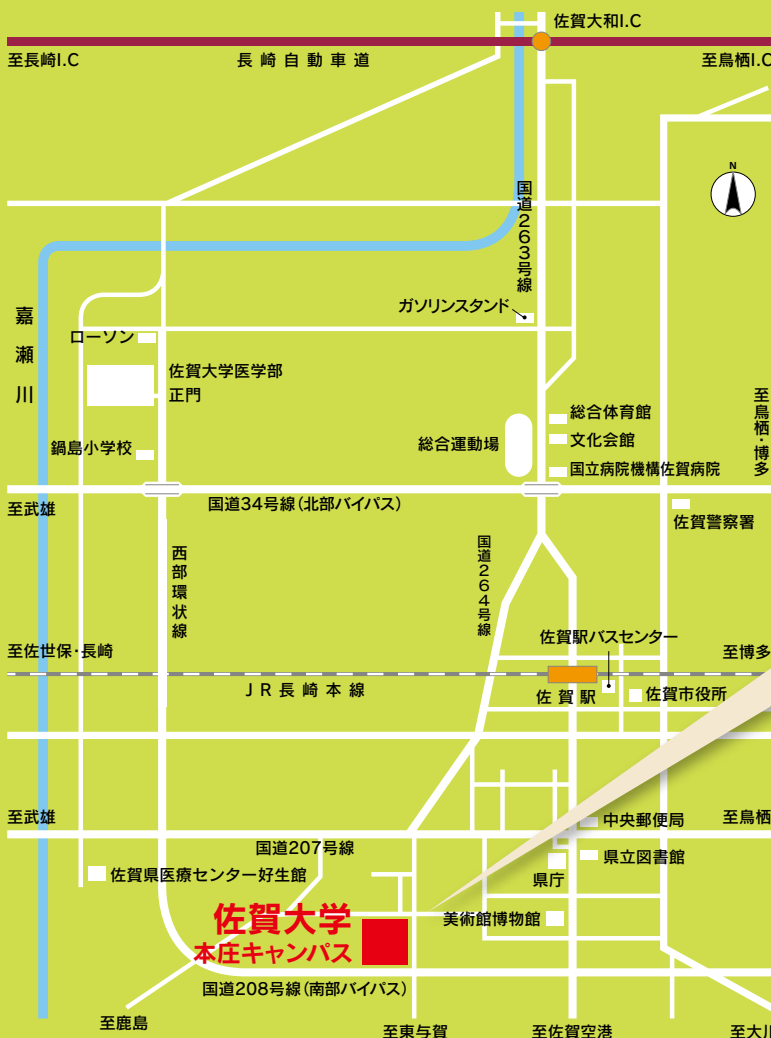 佐賀大和I.C
至長崎I.C
長崎自動車道
至鳥栖I.C
N
国道263号線
ガソリンスタンド
嘉瀬川
ローソン
佐賀大学医学部
正門
総合体育館
至鳥栖・博多
文化会館
総合運動場
鍋島小学校
国立病院機構佐賀病院
国道34号線（北部バイパス）
至武雄
佐賀警察署
西部環状線
国道264号線
佐賀駅バスセンター
至佐世保・長崎
至博多
JR長崎本線
佐賀駅
佐賀市役所
至武雄
中央郵便局
至鳥栖
国道207号線
県立図書館
佐賀県医療センター好生館
県庁
佐賀大学
本庄キャンパス
美術館博物館
国道208号線（南部バイパス）
至鹿島
至東与賀
至佐賀空港
至大川